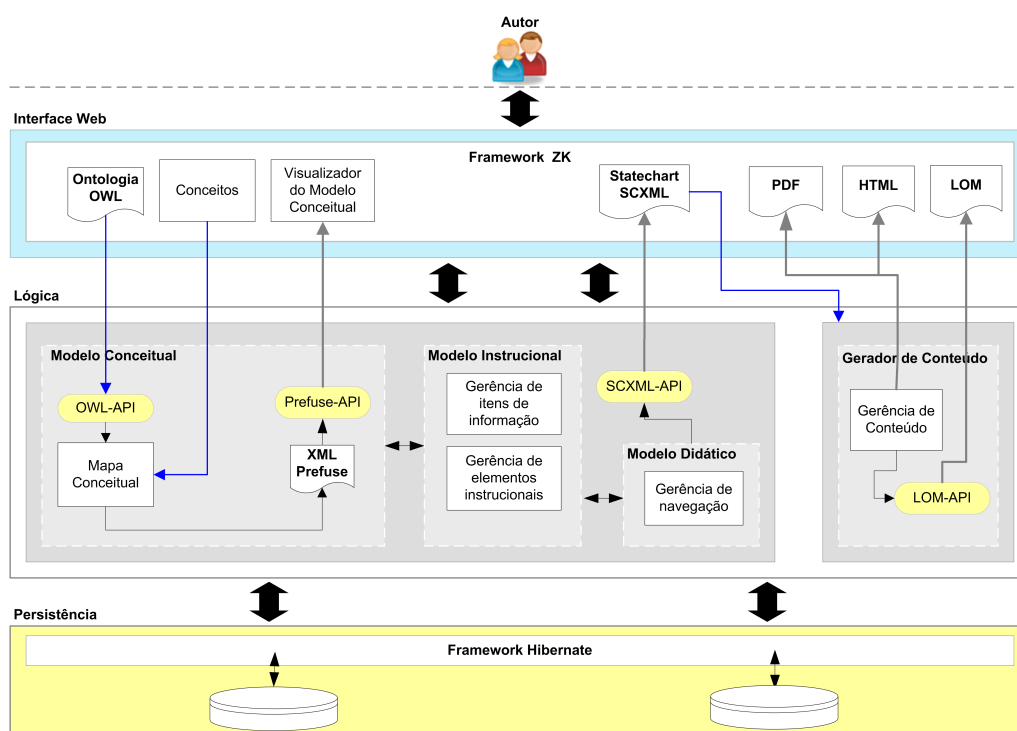 Autor
Interface Web
Framework ZK
Ontologia
OWL
Conceitos
Visualizador
do Modelo
Conceitual
Statechart
SCXML
PDF
HTML
LOM
Lógica
Modelo Conceitual
OWL-API
Mapa
Conceitual
Prefuse-API
XML
Prefuse
Modelo Instrucional
Gerência de
itens de
informação
Gerência de
elementos
instrucionais
SCXML-API
Modelo Didático
Gerência de
navegação
Gerador de Conteúdo
Gerência de
Conteúdo
LOM-API
Persistência
Framework Hibernate